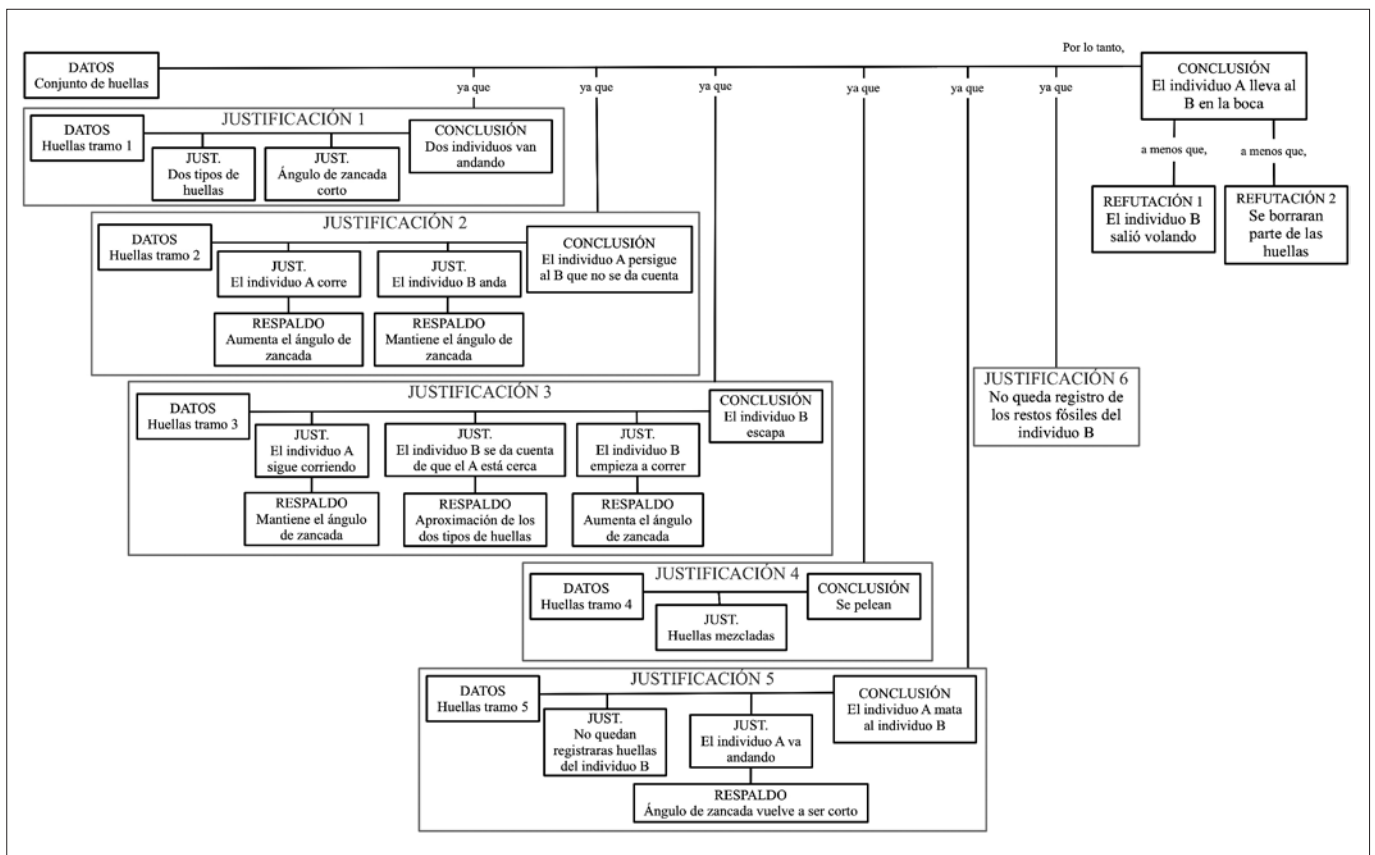 Por lo tanto,
DATOS
Conjunto de huellas
CONCLUSIÓN
El individuo A lleva al
B en la boca
ya que
ya que
ya que
ya que
ya que
ya que
a menos que,
a menos que,
REFUTACIÓN 1
El individuo B
salió volando
REFUTACIÓN 2
Se borraran
parte de las
huellas
JUSTIFICACIÓN 1
DATOS
Huellas tramo 1
JUST.
Dos tipos de
huellas
JUST.
Ángulo de zancada
corto
CONCLUSIÓN
Dos individuos van
andando
JUSTIFICACIÓN 2
DATOS
Huellas tramo 2
JUST.
El individuo A corre
JUST.
El individuo B anda
CONCLUSIÓN
El individuo A persigue
al B que no se da cuenta
RESPALDO
Aumenta el ángulo de
zancada
RESPALDO
Mantiene el ángulo de
zancada
JUSTIFICACIÓN 3
DATOS
Huellas tramo 3
JUST.
El individuo A
sigue corriendo
JUST.
El individuo B se da cuenta
de que el A está cerca
JUST.
El individuo B
empieza a correr
CONCLUSIÓN
El individuo B
escapa
RESPALDO
Mantiene el ángulo
de zancada
RESPALDO
Aproximación de los
dos tipos de huellas
RESPALDO
Aumenta el ángulo
de zancada
JUSTIFICACIÓN 6
No queda registro de
los restos fósiles del
individuo B
JUSTIFICACIÓN 4
DATOS
Huellas tramo 4
JUST.
Huellas mezcladas
CONCLUSIÓN
Se pelean
JUSTIFICACIÓN 5
DATOS
Huellas tramo 5
JUST.
No quedan
registraras huellas
del individuo B
JUST.
El individuo A va
andando
CONCLUSIÓN
El individuo A mata
al individuo B
RESPALDO
Ángulo de zancada vuelve a ser corto